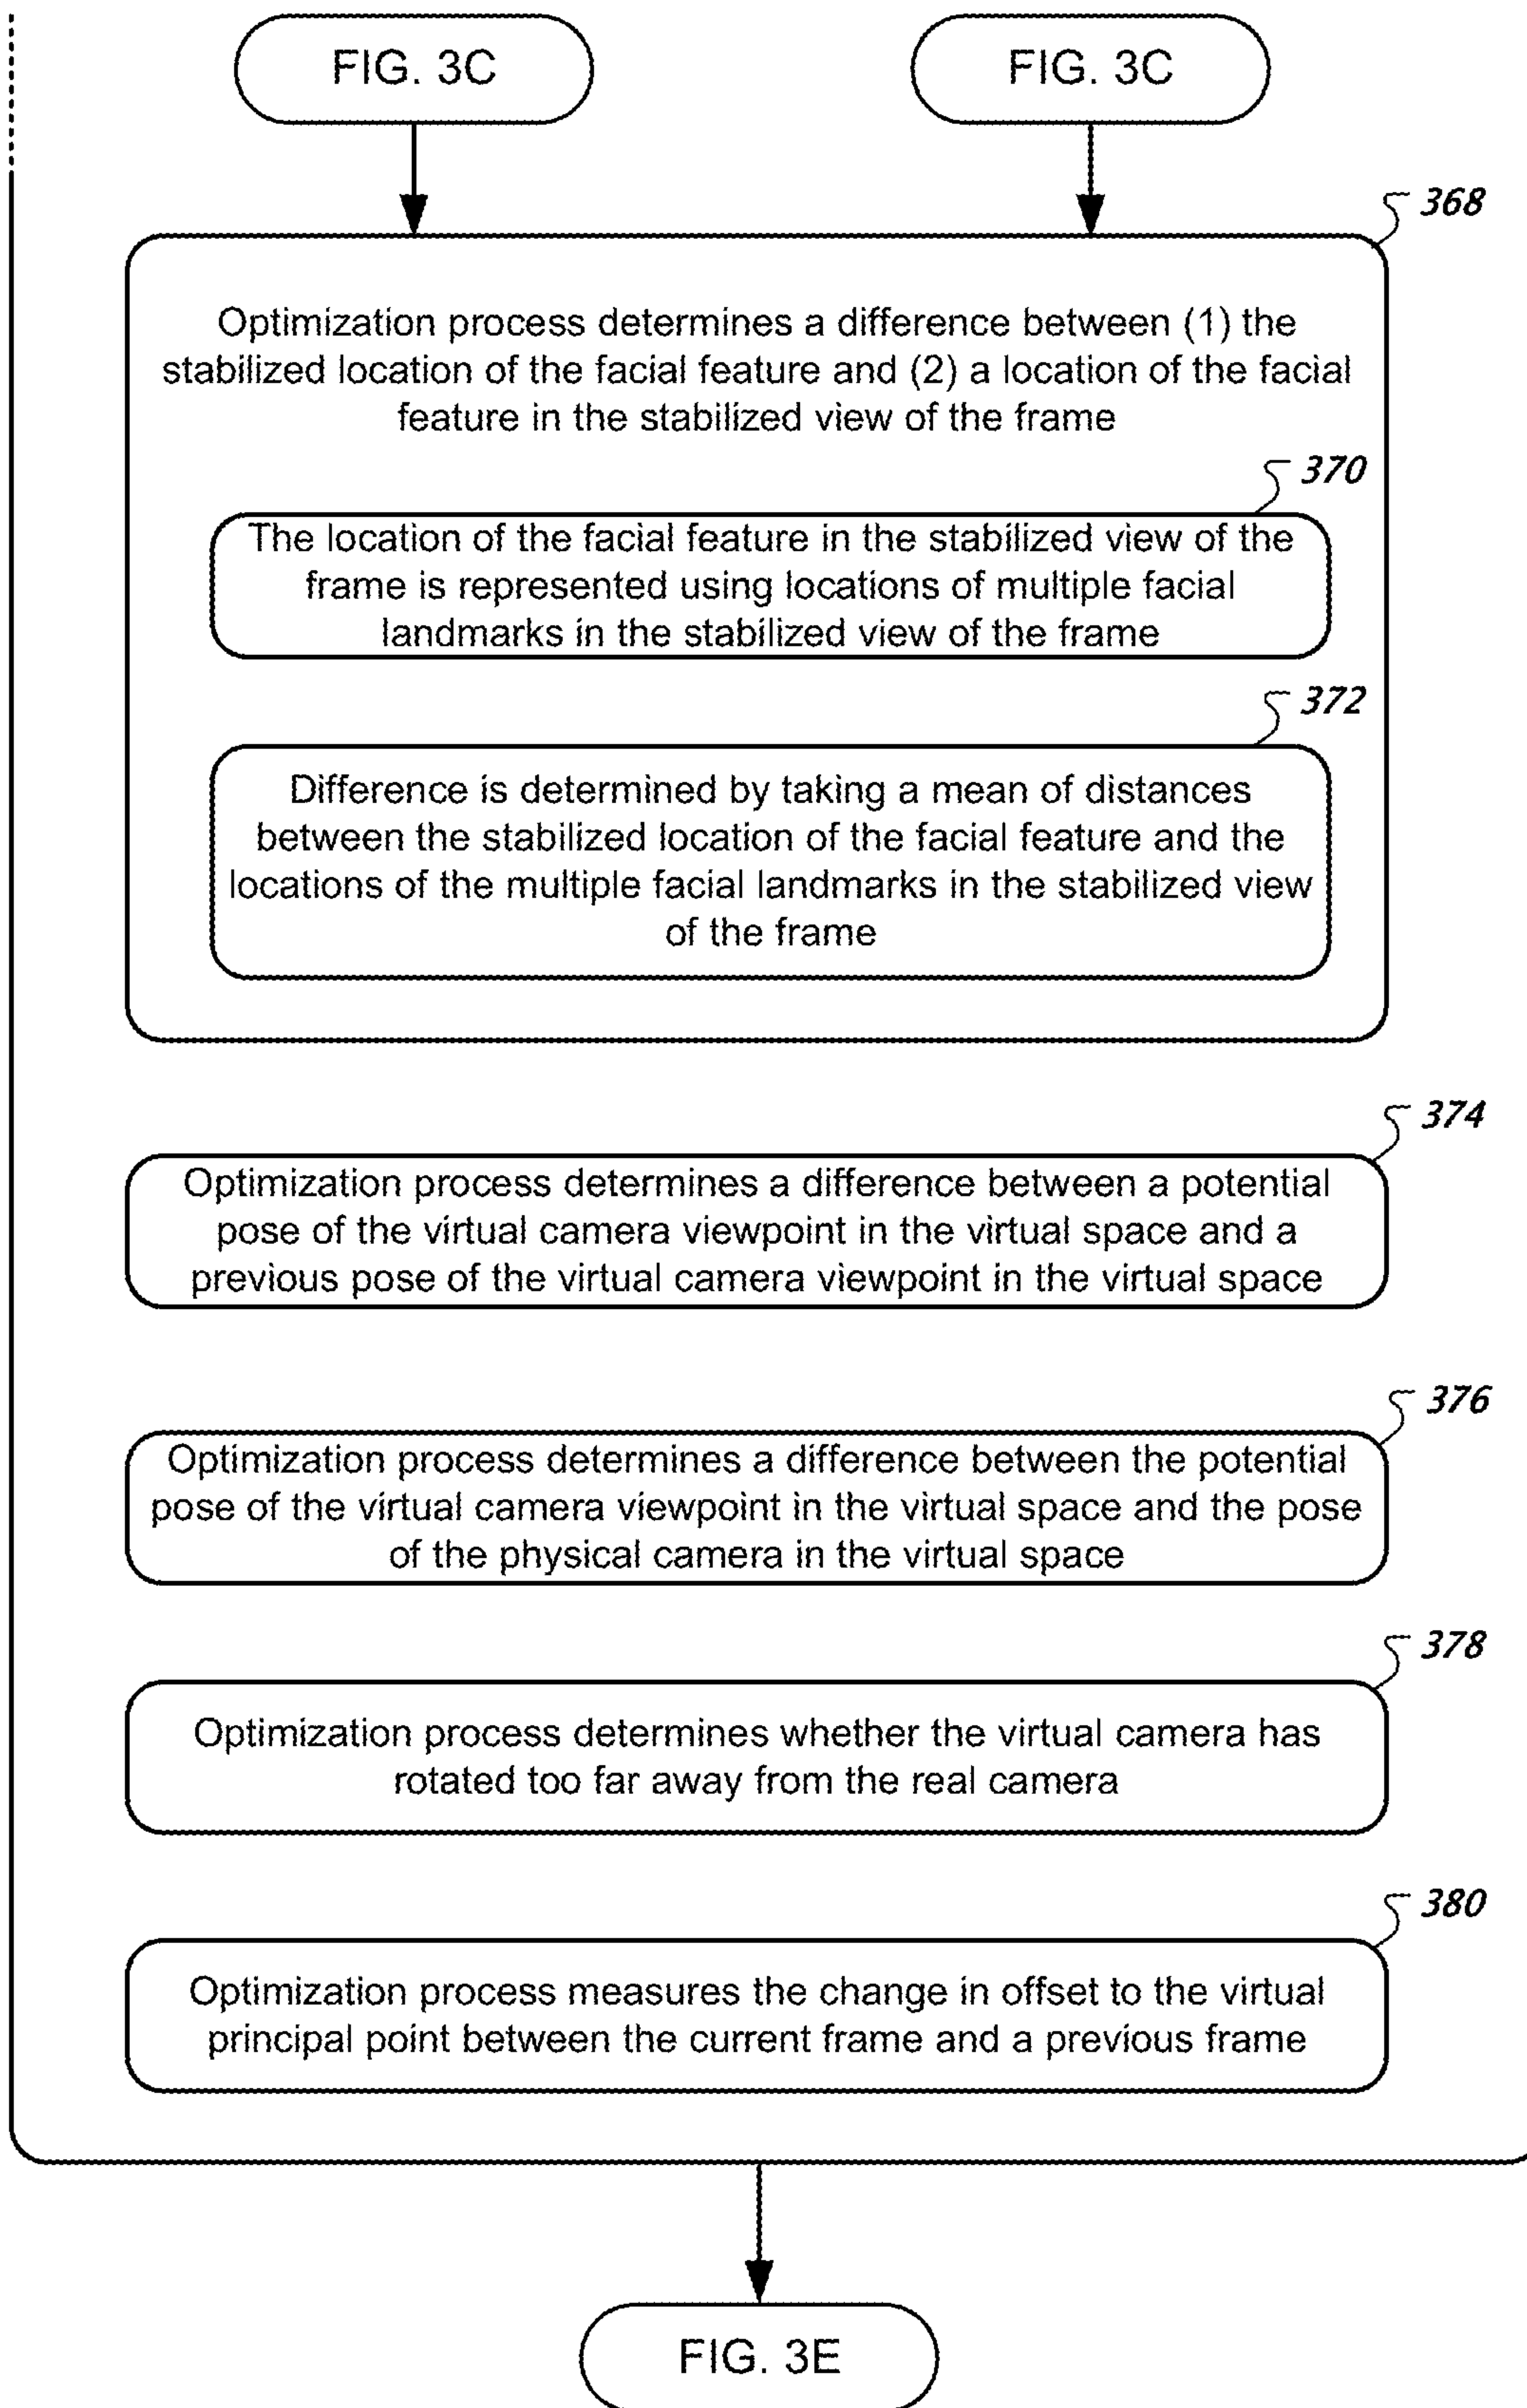 FIG. 3C
FIG. 3C
368
Optimization process determines a difference between (1) the
stabilized location of the facial feature and (2) a location of the facial
feature in the stabilized view of the frame
370
The location of the facial feature in the stabilized view of the
frame is represented using locations of multiple facial
landmarks in the stabilized view of the frame
372
Difference is determined by taking a mean of distances
between the stabilized location of the facial feature and the
locations of the multiple facial landmarks in the stabilized view
of the frame
374
Optimization process determines a difference between a potential
pose of the virtual camera viewpoint in the virtual space and a
previous pose of the virtual camera viewpoint in the virtual space
376
Optimization process determines a difference between the potential
pose of the virtual camera viewpoint in the virtual space and the pose
of the physical camera in the virtual space
378
Optimization process determines whether the virtual camera has
rotated too far away from the real camera
380
Optimization process measures the change in offset to the virtual
principal point between the current frame and a previous frame
FIG. 3E